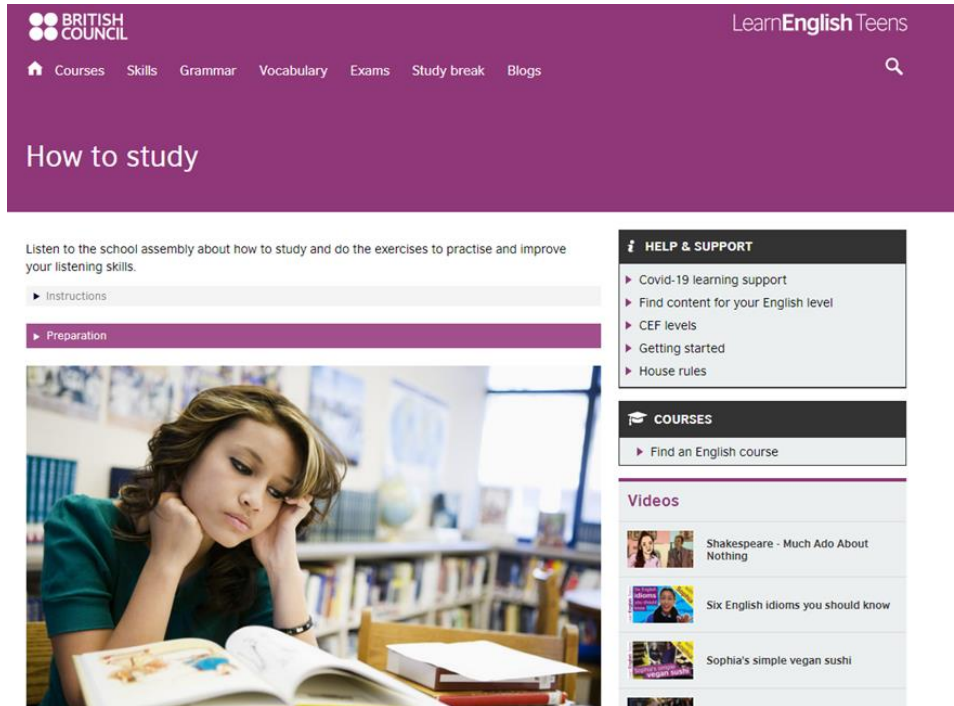 BRITISH
COUNCIL
LearnEnglish Teens
Courses Skills Grammar Vocabulary Exams Study break Blogs
How to study
Listen to the school assembly about how to study and do the exercises to practise and improve
your listening skills.
Instructions
Preparation
HELP & SUPPORT
Covid-19 learning support
Find content for your English level
CEF levels
Getting started
House rules
COURSES
Find an English course
Videos
Shakespeare - Much Ado About
Nothing
Six English idioms you should know
Sophia's simple vegan sushi